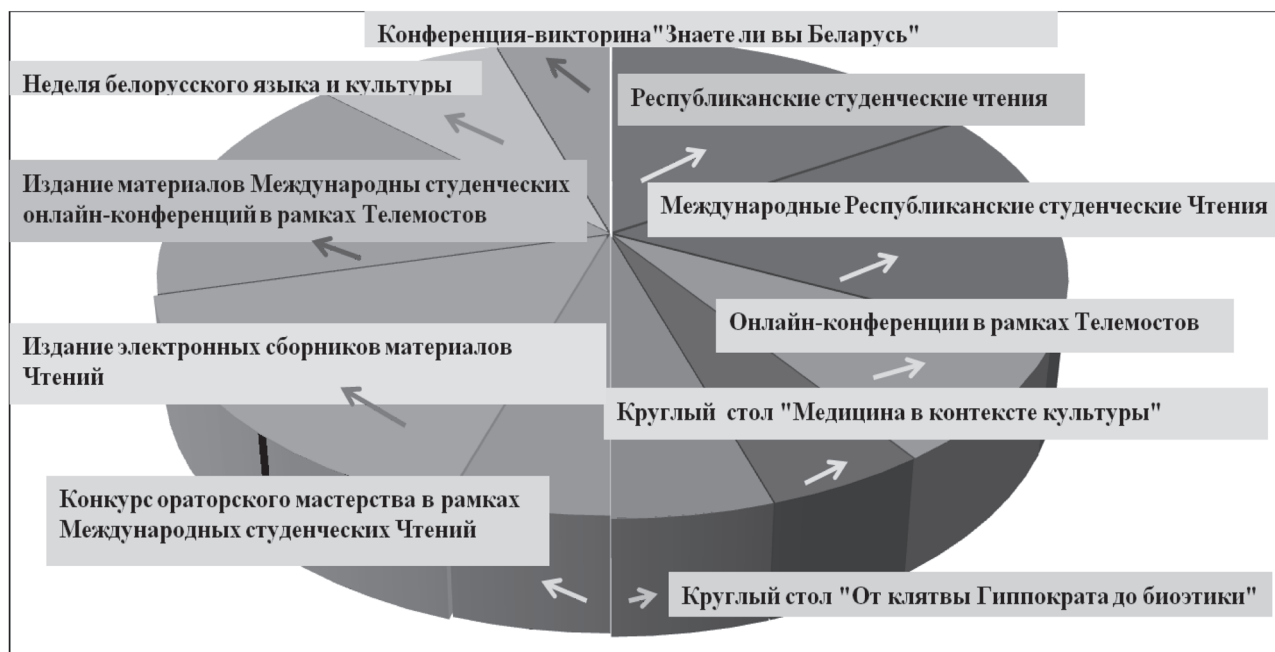 Конференция-викторина"Знаете ли вы Беларусь"
Неделя белорусского языка и культуры
Республиканские студенческие чтения
Издание материалов Международны студенческих
онлайн-конференций в рамках Телемостов
Международные Республиканские студенческие Чтения
Онлайн-конференции в рамках Телемостов
Издание электронных сборников материалов
Чтений
Круглый стол "Медицина в контексте культуры"
Конкурс ораторского мастерства в рамках
Международных студенческих Чтений
Круглый стол "От клятвы Гиппократа до биоэтики"